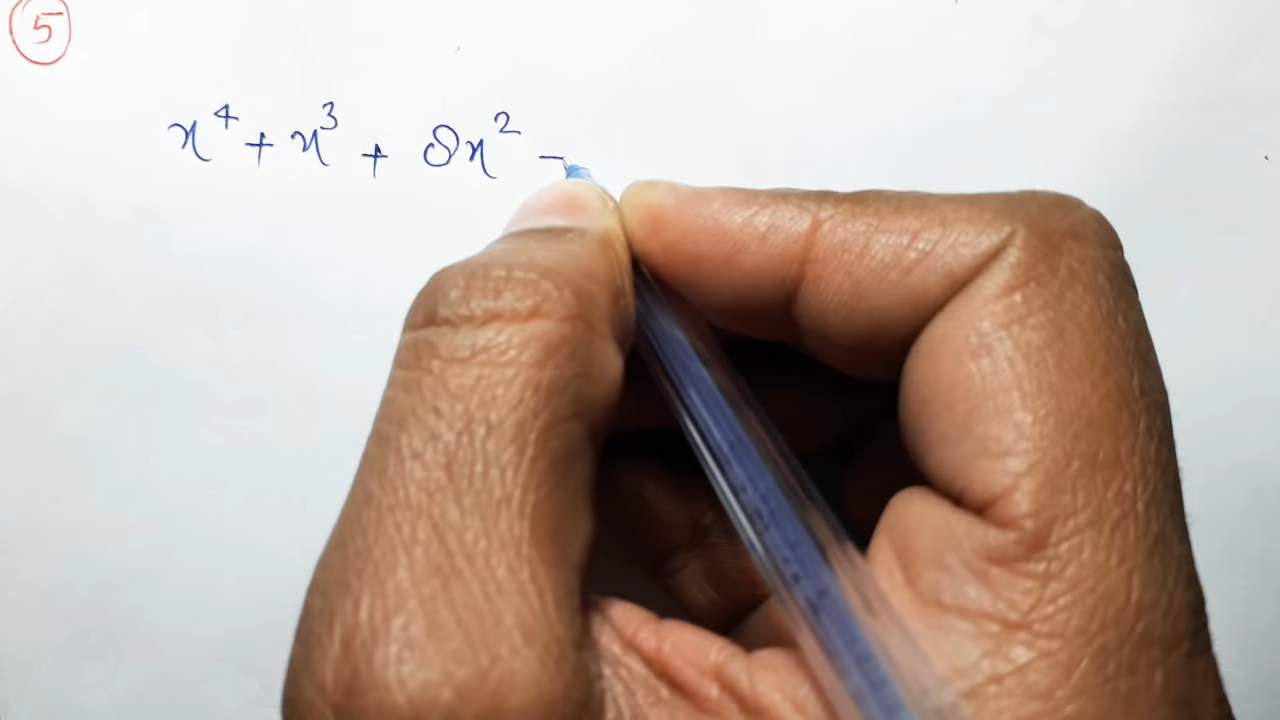 5
x⁴ + x³ + 8x² -